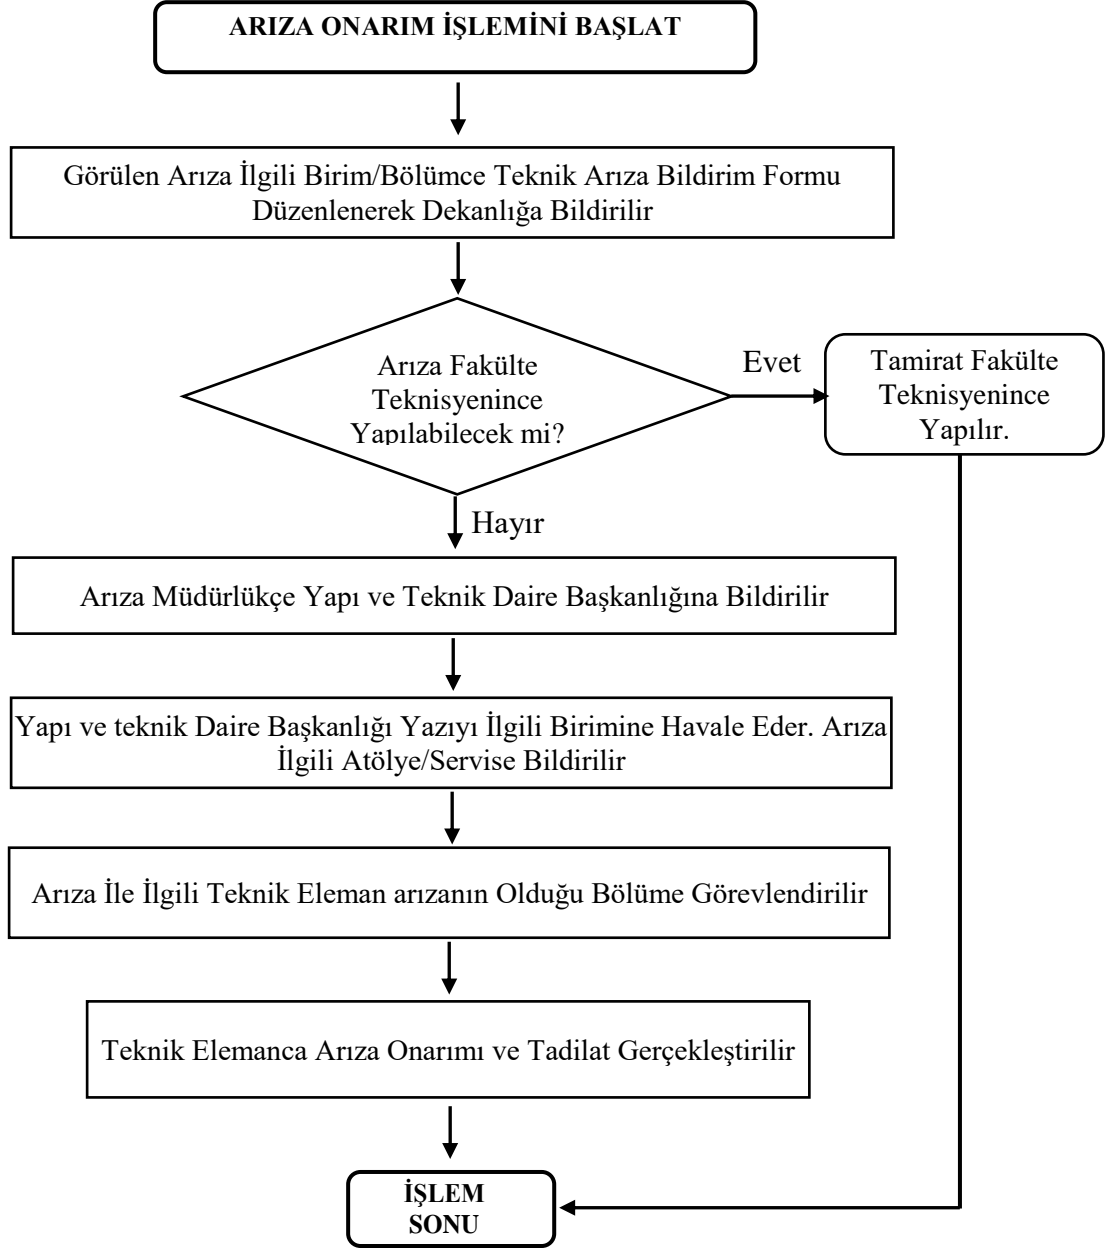 ARIZA ONARIM İŞLEMİNİ BAŞLAT
Görülen Arıza İlgili Birim/Bölümce Teknik Arıza Bildirim Formu
Düzenlenerek Dekanlığa Bildirilir
Arıza Fakülte
Teknisyenince
Yapılabilecek mi?
Evet
Tamirat Fakülte
Teknisyenince
Yapılır.
Hayır
Arıza Müdürlükçe Yapı ve Teknik Daire Başkanlığına Bildirilir
Yapı ve teknik Daire Başkanlığı Yazıyı İlgili Birimine Havale Eder. Arıza
İlgili Atölye/Servise Bildirilir
Arıza İle İlgili Teknik Eleman arızanın Olduğu Bölüme Görevlendirilir
Teknik Elemanca Arıza Onarımı ve Tadilat Gerçekleştirilir
İŞLEM
SONU